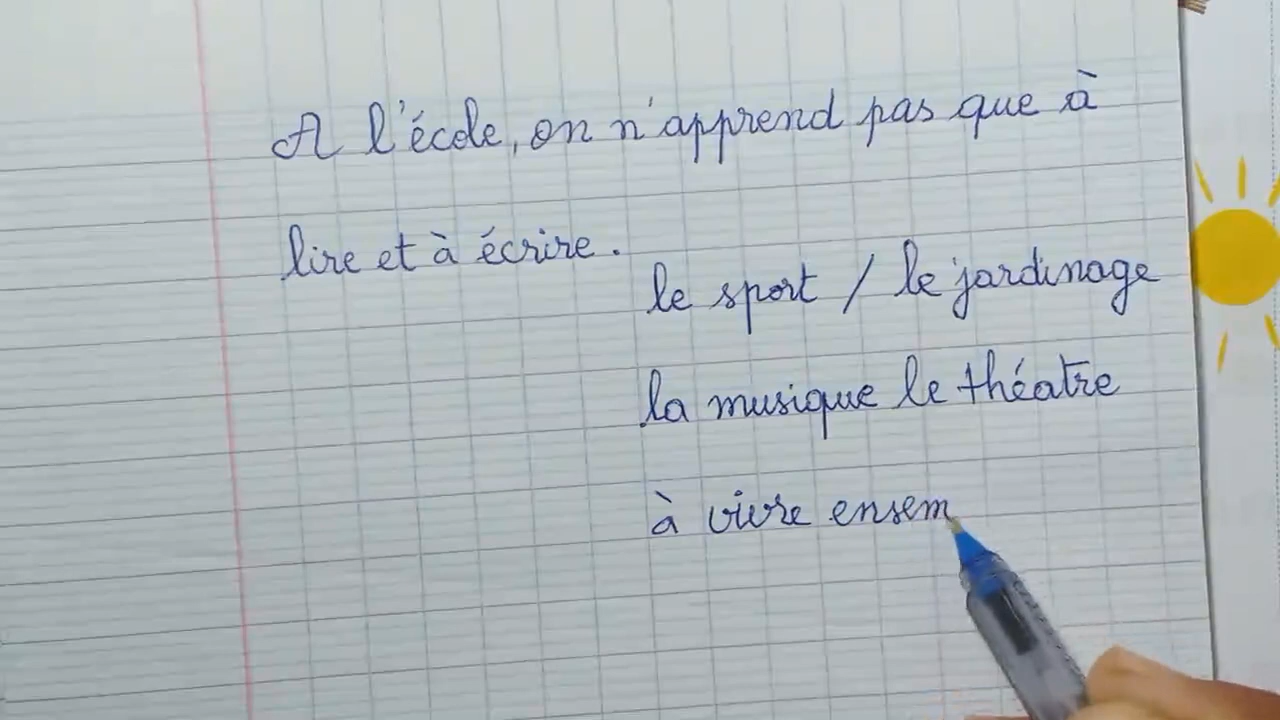 A l'école, on n'apprend pas que à
lire et à écrire.
le sport / le jardinage
la musique le théatre
à vivre ensem